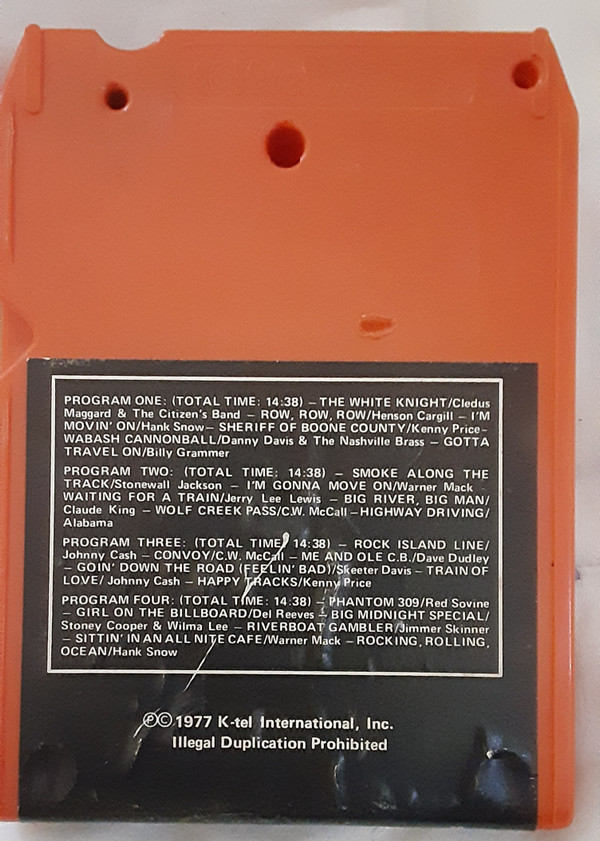 PROGRAM ONE: (TOTAL TIME: 14:38) – THE WHITE KNIGHT/Cledus
Maggard & The Citizen's Band – ROW, ROW, ROW/Henson Cargill – I'M
MOVIN' ON/Hank Snow – SHERIFF OF BOONE COUNTY/Kenny Price –
WABASH CANNONBALL/Danny Davis & The Nashville Brass – GOTTA
TRAVEL ON/Billy Grammer
PROGRAM TWO: (TOTAL TIME: 14:38) – SMOKE ALONG THE
TRACK/Stonewall Jackson – I'M GONNA MOVE ON/Warner Mack –
WAITING FOR A TRAIN/Jerry Lee Lewis – BIG RIVER, BIG MAN/
Claude King – WOLF CREEK PASS/C.W. McCall – HIGHWAY DRIVING/
Alabama
PROGRAM THREE: (TOTAL TIME: 14:38) – ROCK ISLAND LINE/
Johnny Cash – CONVOY/C.W. McCall – ME AND OLE C.B./Dave Dudley
– GOIN' DOWN THE ROAD (FEELIN' BAD)/Skeeter Davis – TRAIN OF
LOVE/ Johnny Cash – HAPPY TRACKS/Kenny Price
PROGRAM FOUR: (TOTAL TIME: 14:38) – PHANTOM 309/Red Sovine
– GIRL ON THE BILLBOARD/Del Reeves – BIG MIDNIGHT SPECIAL/
Stoney Cooper & Wilma Lee – RIVERBOAT GAMBLER/Jimmer Skinner
– SITTIN' IN AN ALL NITE CAFE/Warner Mack – ROCKING, ROLLING,
OCEAN/Hank Snow
℗© 1977 K-tel International, Inc.
Illegal Duplication Prohibited